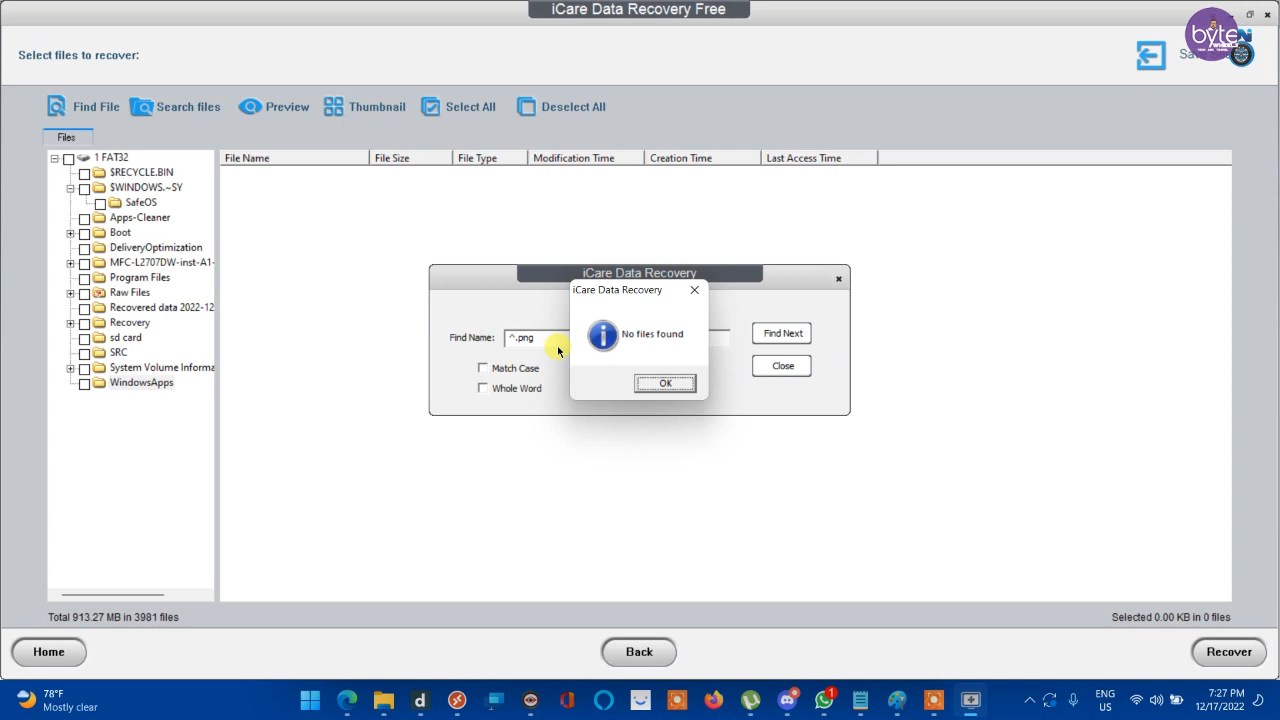 iCare Data Recovery Free
Select files to recover:
byte
Find File
Search files
Preview
Thumbnail
Select All
Deselect All
Files
1 FAT32
$RECYCLE.BIN
$WINDOWS.~SY
SafeOS
Apps-Cleaner
Boot
DeliveryOptimization
MFC-L2707DW-inst-A1-
Program Files
Raw Files
Recovered data 2022-12
Recovery
sd card
SRC
System Volume Informa
WindowsApps
File Name
File Size
File Type
Modification Time
Creation Time
Last Access Time
iCare Data Recovery
iCare Data Recovery
No files found
OK
Find Name:
^.png
Match Case
Whole Word
Find Next
Close
Total 913.27 MB in 3981 files
Selected 0.00 KB in 0 files
Home
Back
Recover
78°F
Mostly clear
1
ENG
US
7:27 PM
12/17/2022